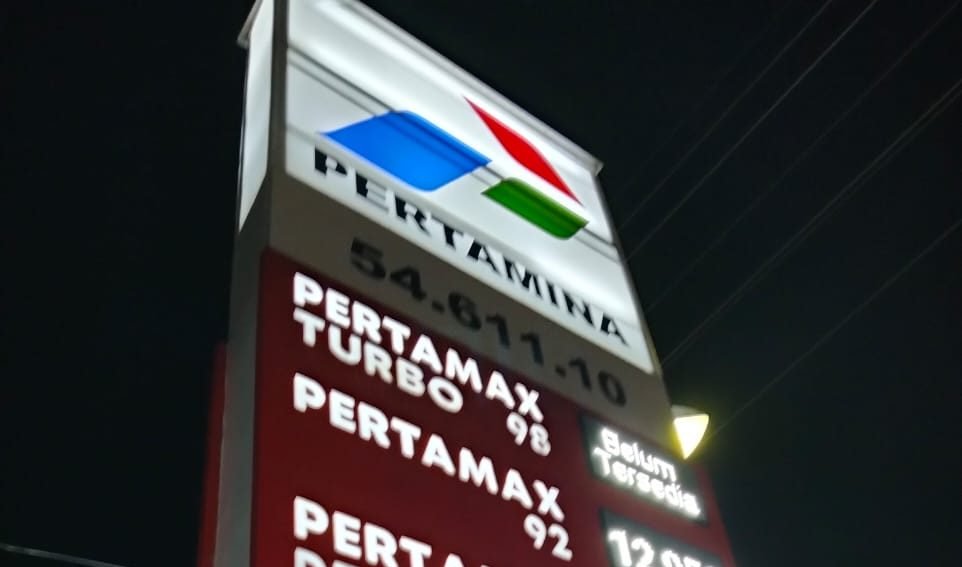 PERTAMINA
54.611.10
PERTAMAX
TURBO 98
Belum
Tersedia
PERTAMAX
92